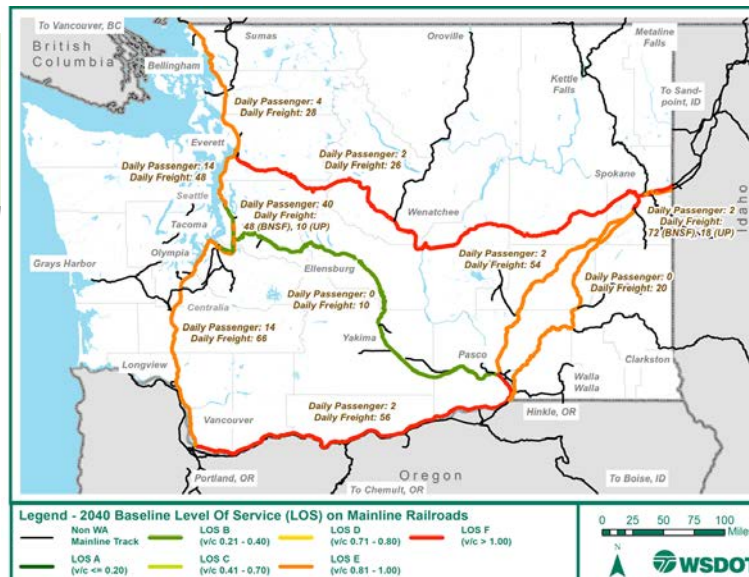 To Vancouver, BC
British
Columbia
Bellingham
Sumas
Oroville
Metaline
Falls
Kettle
Falls
To Sand-
point, ID
Daily Passenger: 4
Daily Freight: 28
Everett
Daily Passenger: 14
Daily Freight: 48
Seattle
Daily Passenger: 2
Daily Freight: 26
Spokane
Idaho
Tacoma
Daily Passenger: 40
Daily Freight:
48 (BNSF), 10 (UP)
Wenatchee
Daily Passenger: 2
Daily Freight:
72 (BNSF), 18 (UP)
Olympia
Grays Harbor
Ellensburg
Daily Passenger: 2
Daily Freight: 54
Daily Passenger: 0
Daily Freight: 20
Centralia
Daily Passenger: 0
Daily Freight: 10
Daily Passenger: 14
Daily Freight: 66
Yakima
Pasco
Longview
Walla
Walla
Clarkston
Vancouver
Daily Passenger: 2
Daily Freight: 56
Hinkle, OR
Portland, OR
Oregon
To Chemult, OR
To Boise, ID
Legend - 2040 Baseline Level Of Service (LOS) on Mainline Railroads
Non WA
Mainline Track
LOS B
(v/c 0.21 - 0.40)
LOS D
(v/c 0.71 - 0.80)
LOS F
(v/c > 1.00)
LOS A
(v/c <= 0.20)
LOS C
(v/c 0.41 - 0.70)
LOS E
(v/c 0.81 - 1.00)
0 20 40 60 80 100
Miles
N
WSDOT